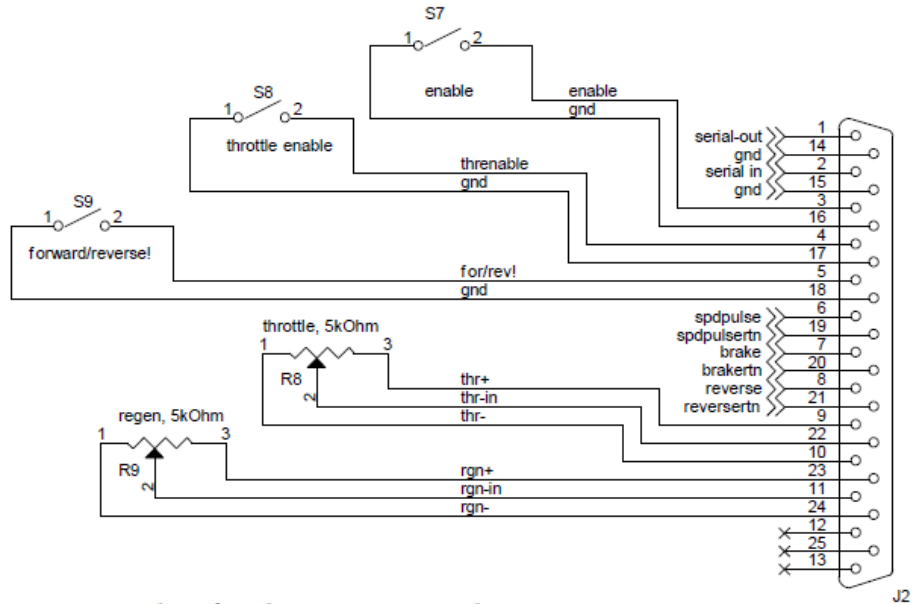 S7
1 2
enable
enable
gnd
S8
1 2
throttle enable
threnable
gnd
S9
1 2
forward/reverse!
for/rev!
gnd
throttle, 5kOhm
1 3
R8
2
thr+
thr-in
thr-
regen, 5kOhm
1 3
R9
2
rgn+
rgn-in
rgn-
serial-out 1
gnd 14
serial in 2
gnd 15
3
16
4
17
5
18
spdpulse 6
spdpulsertn 19
brake 7
brakertn 20
reverse 8
reversertn 21
9
22
10
23
11
24
12
25
13
J2